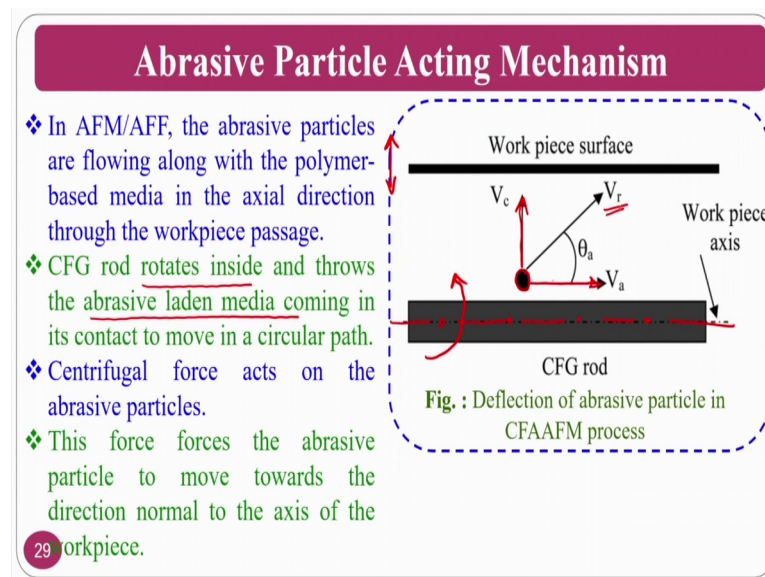 Abrasive Particle Acting Mechanism
❖ In AFM/AFF, the abrasive particles
are flowing along with the polymer-
based media in the axial direction
through the workpiece passage.
❖ CFG rod rotates inside and throws
the abrasive laden media coming in
its contact to move in a circular path.
❖ Centrifugal force acts on the
abrasive particles.
❖ This force forces the abrasive
particle to move towards the
direction normal to the axis of the
workpiece.
29
Work piece surface
Vc
Vr
θa
Va
Work piece
axis
CFG rod
Fig. : Deflection of abrasive particle in
CFAAFM process